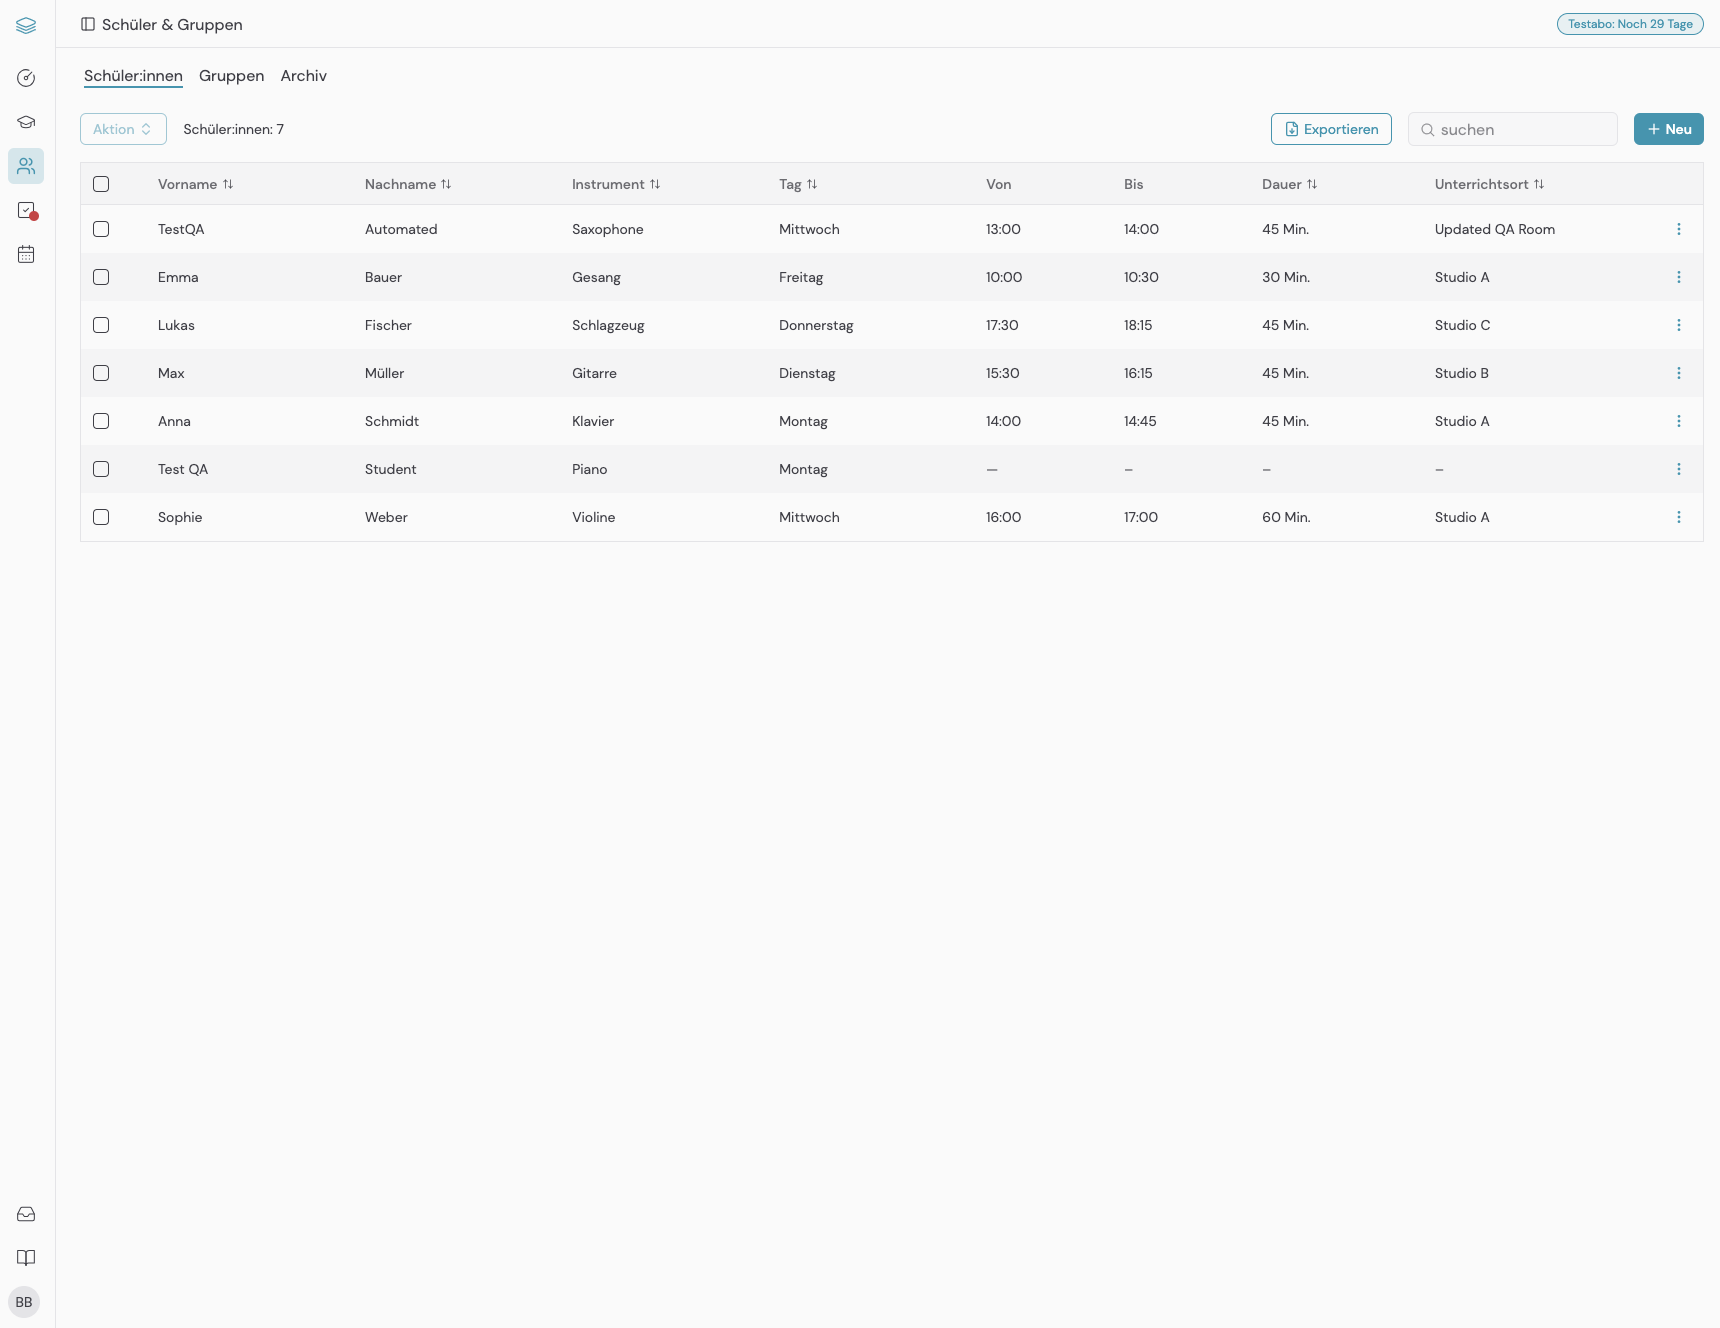 Schüler & Gruppen
Testabo: Noch 29 Tage
Schüler:innen Gruppen Archiv
Aktion Schüler:innen: 7 Exportieren suchen + Neu
Vorname Nachname Instrument Tag Von Bis Dauer Unterrichtsort
TestQA Automated Saxophone Mittwoch 13:00 14:00 45 Min. Updated QA Room
Emma Bauer Gesang Freitag 10:00 10:30 30 Min. Studio A
Lukas Fischer Schlagzeug Donnerstag 17:30 18:15 45 Min. Studio C
Max Müller Gitarre Dienstag 15:30 16:15 45 Min. Studio B
Anna Schmidt Klavier Montag 14:00 14:45 45 Min. Studio A
Test QA Student Piano Montag — – – –
Sophie Weber Violine Mittwoch 16:00 17:00 60 Min. Studio A
BB